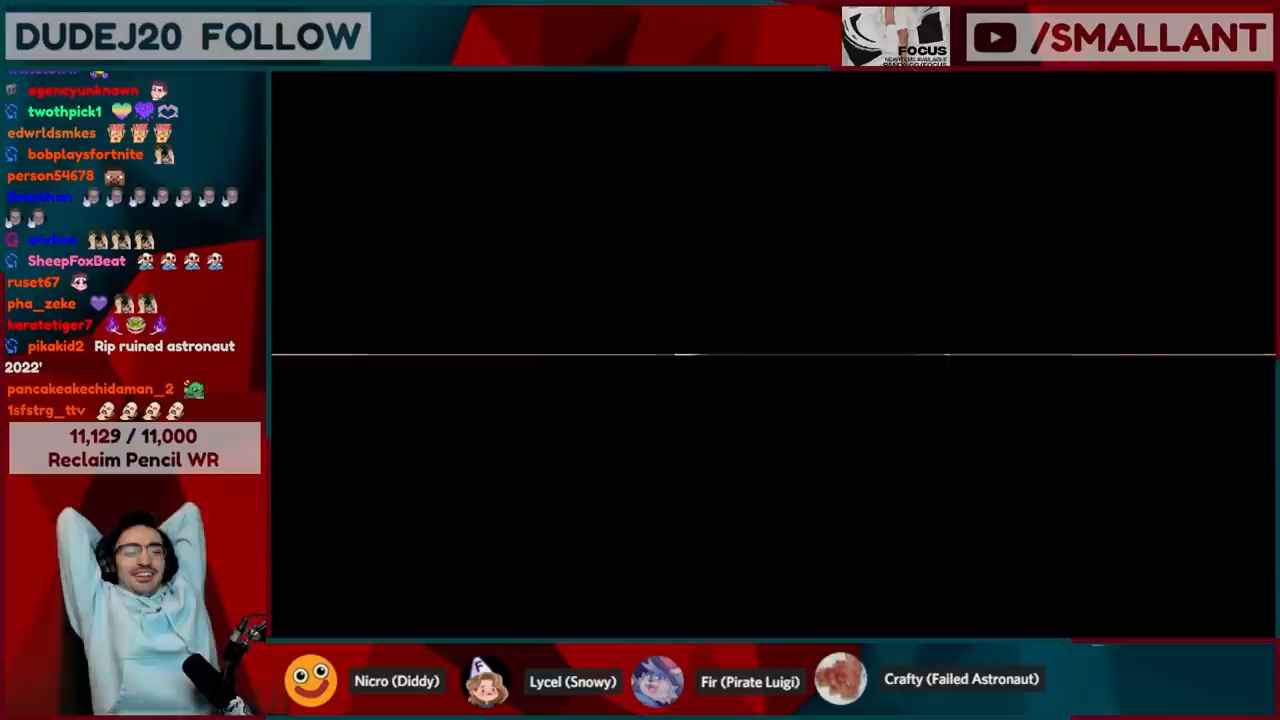 DUDEJ20 FOLLOW
FOCUS
/SMALLANT
agencyunknown
twothpick1
edwrldsmkes
bobplaysfortnite
person54678
SheepFoxBeat
ruset67
pha_zeke
karatetiger7
pikakid2 Rip ruined astronaut
2022'
pancakeakechidaman_2
1sfstrg_ttv
11,129 / 11,000
Reclaim Pencil WR
Nicro (Diddy)
Lycel (Snowy)
Fir (Pirate Luigi)
Crafty (Failed Astronaut)